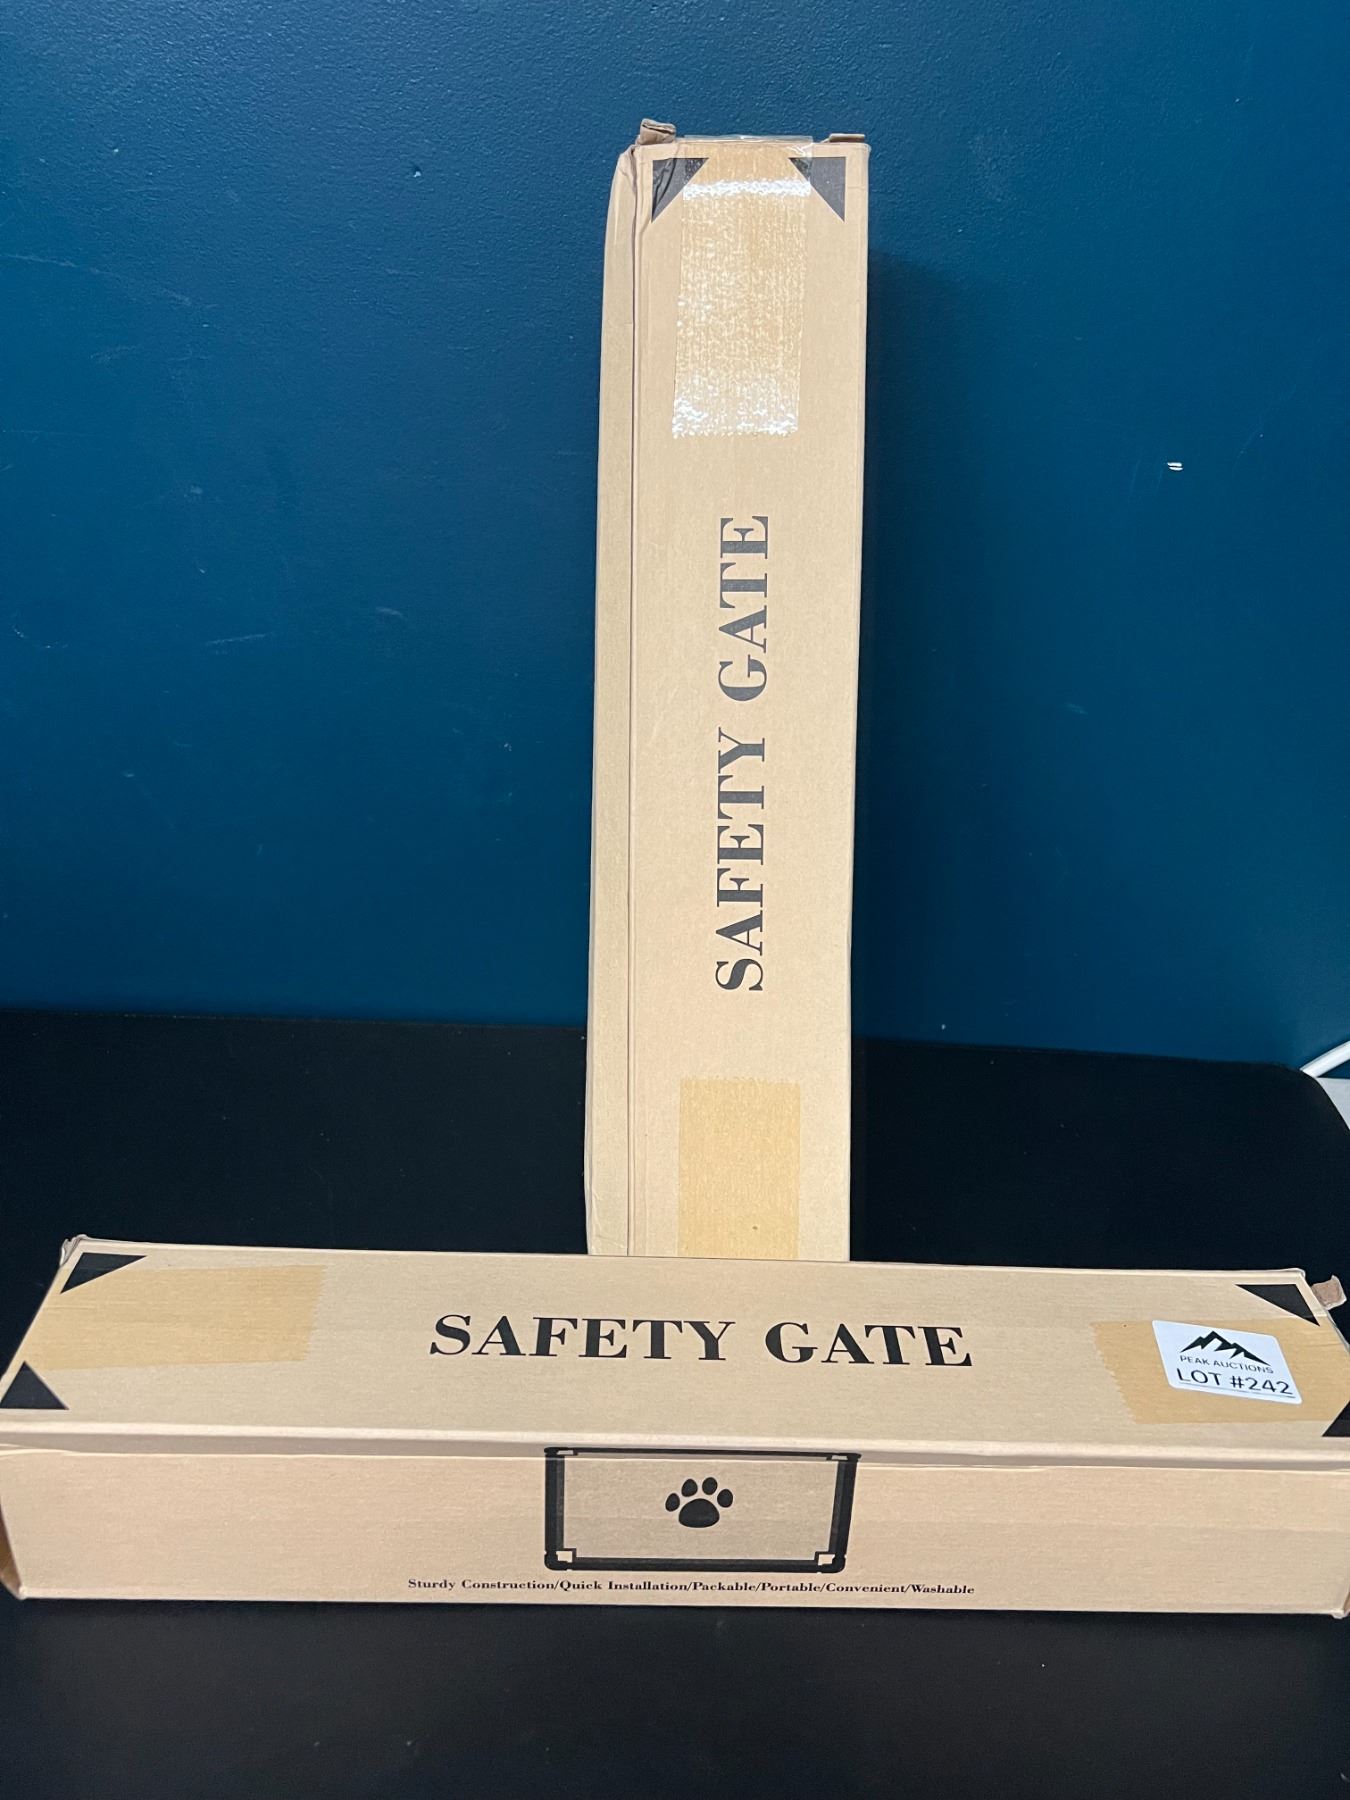 SAFETY GATE
SAFETY GATE
PEAK AUCTIONS
LOT #242
Sturdy Construction/Quick Installation/Packable/Portable/Convenient/Washable